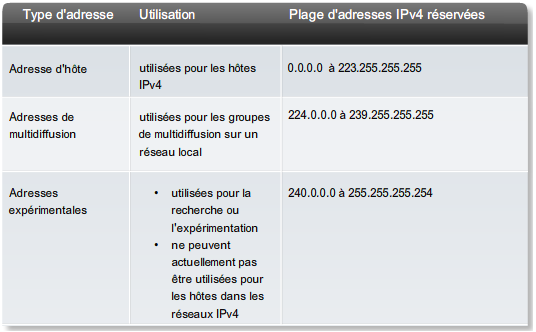 Type d'adresse Utilisation Plage d'adresses IPv4 réservées
Adresse d'hôte
utilisées pour les hôtes
IPv4
0.0.0.0 à 223.255.255.255
Adresses de
multidiffusion
utilisées pour les groupes
de multidiffusion sur un
réseau local
224.0.0.0 à 239.255.255.255
Adresses
expérimentales
• utilisées pour la
recherche ou
l'expérimentation
• ne peuvent
actuellement pas
être utilisées pour
les hôtes dans les
réseaux IPv4
240.0.0.0 à 255.255.255.254